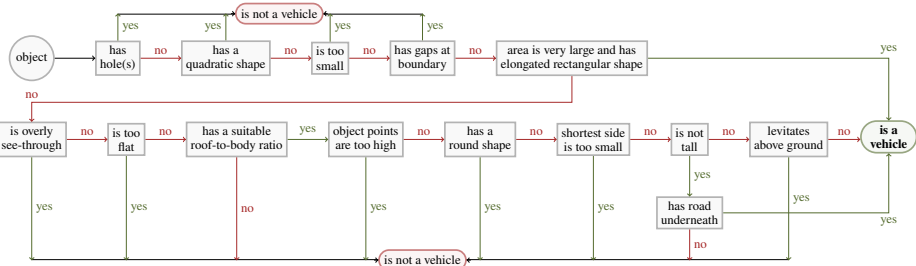 is not a vehicle
yes
yes
yes
yes
object
has
hole(s)
no
has a
quadratic shape
no
is too
small
no
has gaps at
boundary
no
area is very large and has
elongated rectangular shape
yes
no
is overly
see-through
no
is too
flat
no
has a suitable
roof-to-body ratio
yes
object points
are too high
no
has a
round shape
no
shortest side
is too small
no
is not
tall
no
levitates
above ground
no
is a
vehicle
yes
has road
underneath
yes
yes
yes
no
yes
yes
yes
yes
no
is not a vehicle